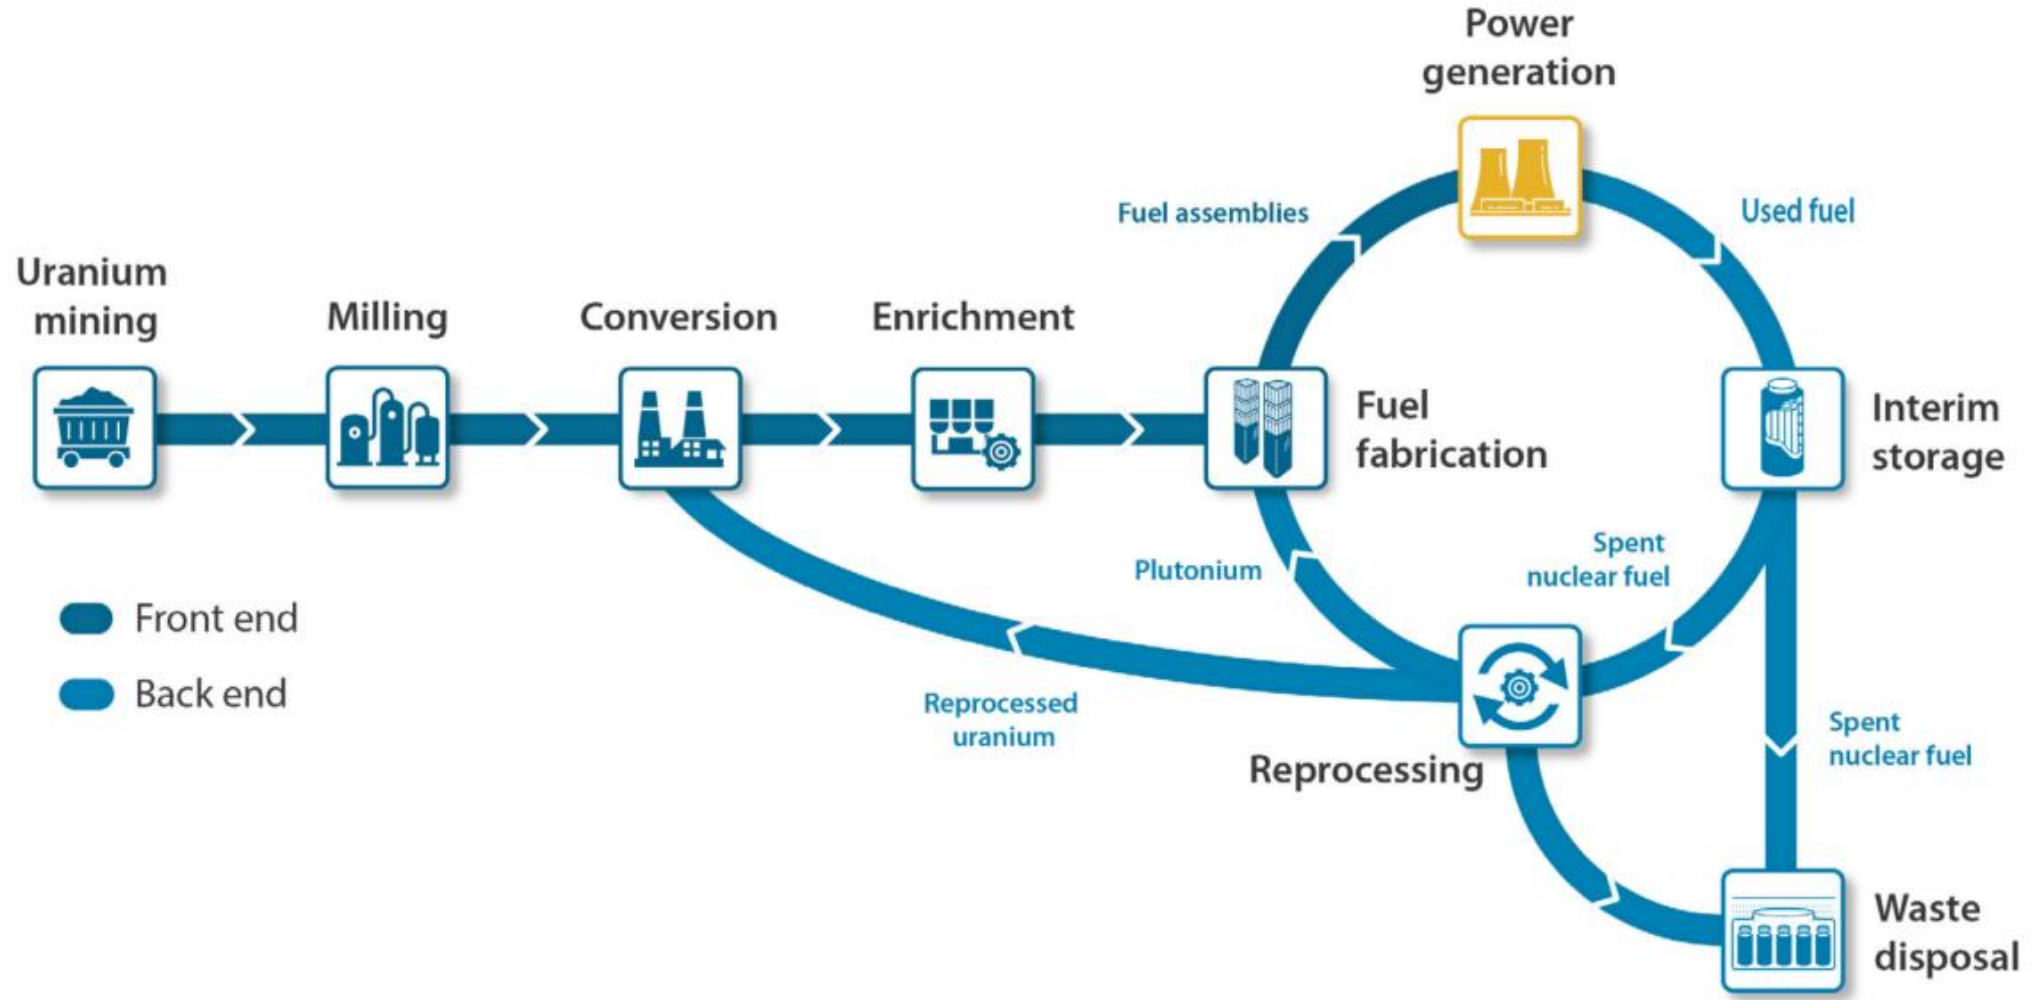 Power
generation
Fuel assemblies
Used fuel
Uranium
mining
Milling
Conversion
Enrichment
Fuel
fabrication
Interim
storage
Spent
nuclear fuel
Plutonium
Front end
Back end
Reprocessed
uranium
Reprocessing
Spent
nuclear fuel
Waste
disposal